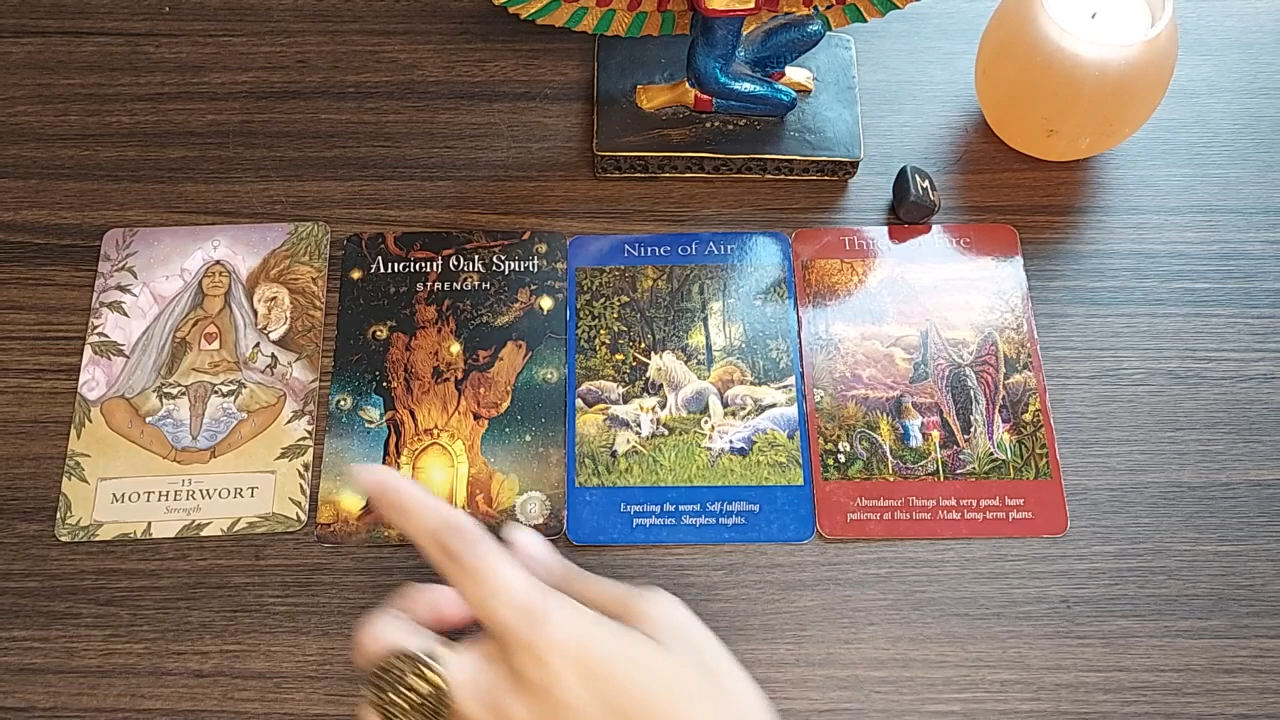 13
MOTHERWORT
Strength
Ancient Oak Spirit
STRENGTH
Nine of Air
Expecting the worst. Self-fulfilling
prophecies. Sleepless nights.
Three of Fire
Abundance! Things look very good; have
patience at this time. Make long-term plans.
M